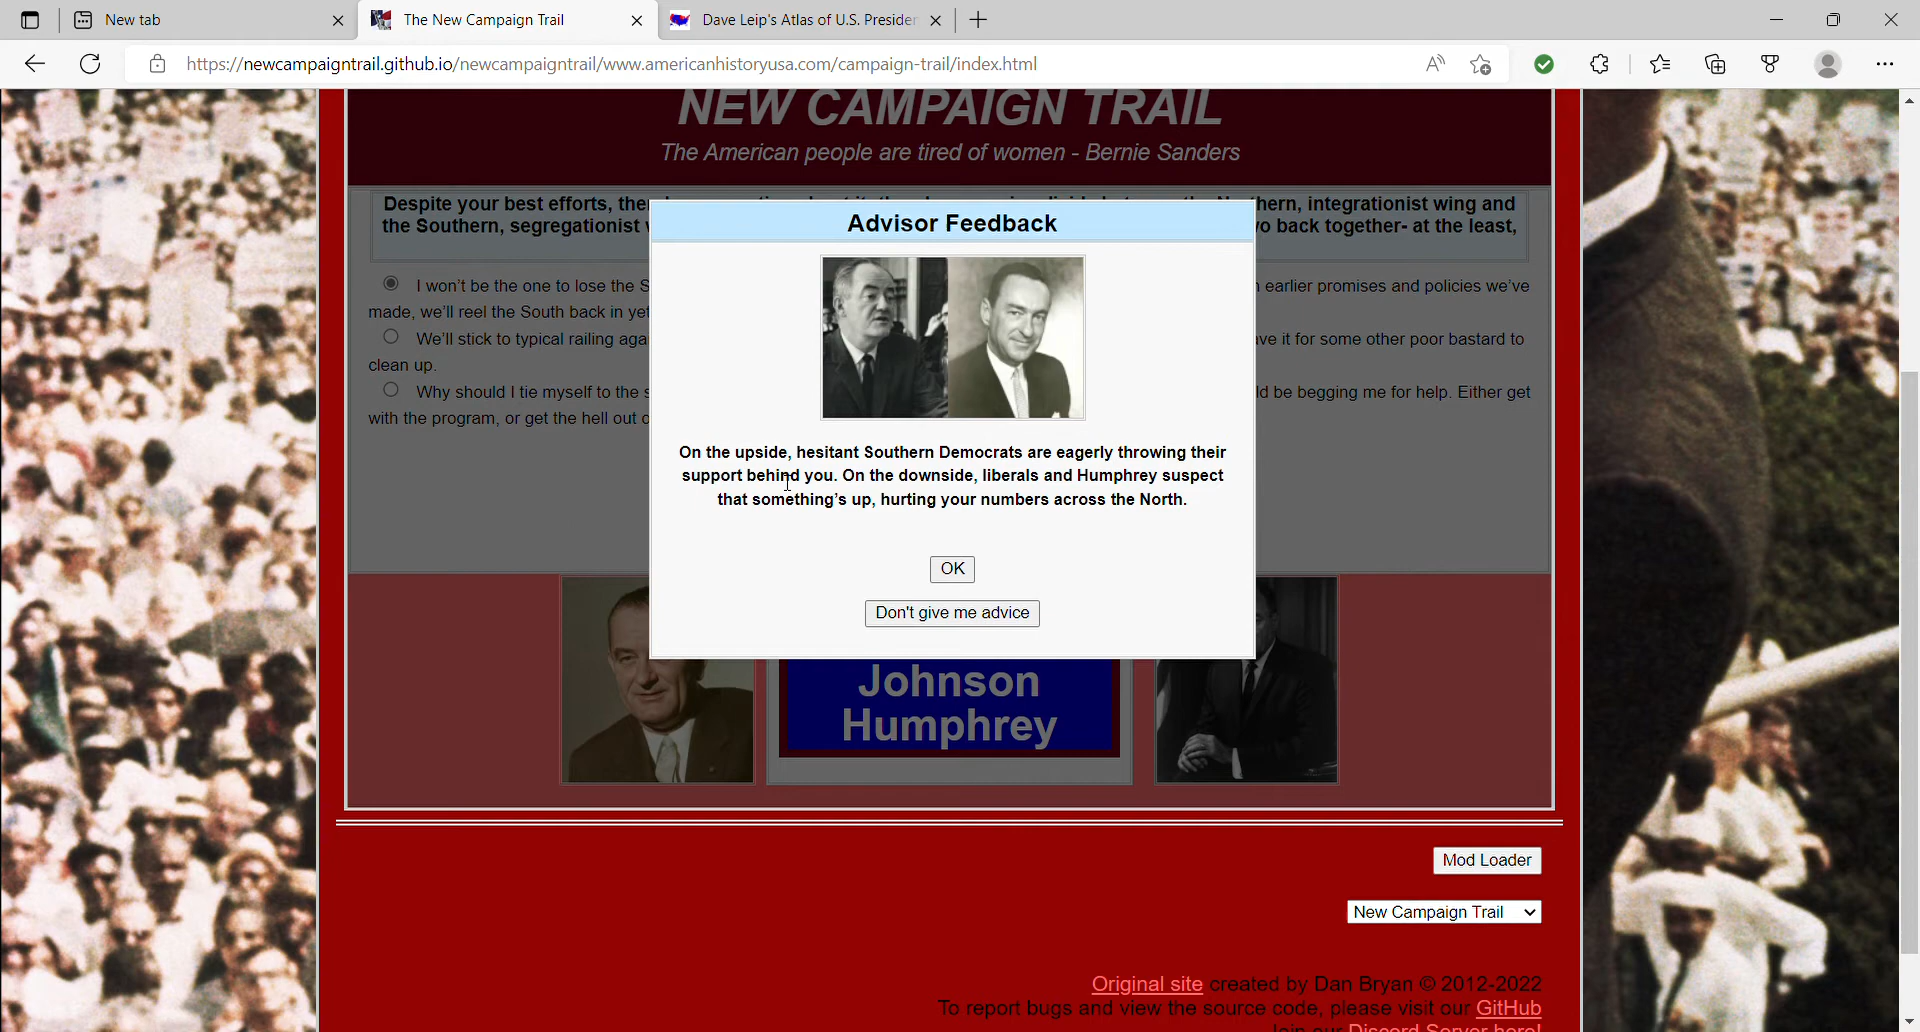 New tab
The New Campaign Trail
Dave Leip's Atlas of U.S. Presider
https://newcampaigntrail.github.io/newcampaigntrail/www.americanhistoryusa.com/campaign-trail/index.html
NEW CAMPAIGN TRAIL
The American people are tired of women - Bernie Sanders
Despite your best efforts, integrationist wing and
the Southern, segregationist back together- at the least,
Advisor Feedback
I won't be the one to lose the earlier promises and policies we've
made, we'll reel the South back in
We'll stick to typical railing it for some other poor bastard to
clean up.
Why should I tie myself to the be begging me for help. Either get
with the program, or get the hell out
On the upside, hesitant Southern Democrats are eagerly throwing their
support behind you. On the downside, liberals and Humphrey suspect
that something's up, hurting your numbers across the North.
OK
Don't give me advice
Johnson
Humphrey
Mod Loader
New Campaign Trail
Original site created by Dan Bryan © 2012-2022
To report bugs and view the source code, please visit our GitHub
Join our Discord Server here!